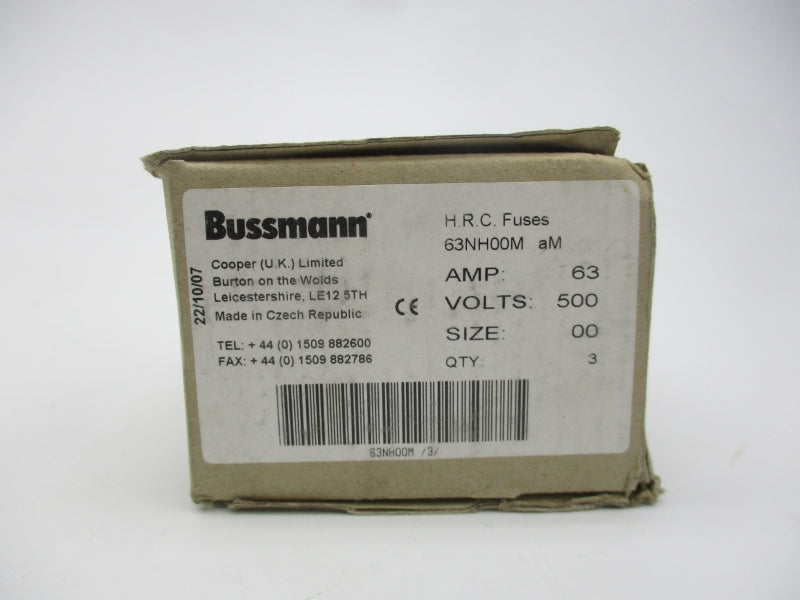 Bussmann®
Cooper (U.K.) Limited
Burton on the Wolds
Leicestershire, LE12 5TH
Made in Czech Republic
TEL: + 44 (0) 1509 882600
FAX: + 44 (0) 1509 882786
22/10/07
CE
H.R.C. Fuses
63NH00M aM
AMP: 63
VOLTS: 500
SIZE: 00
QTY: 3
63NH00M /3/